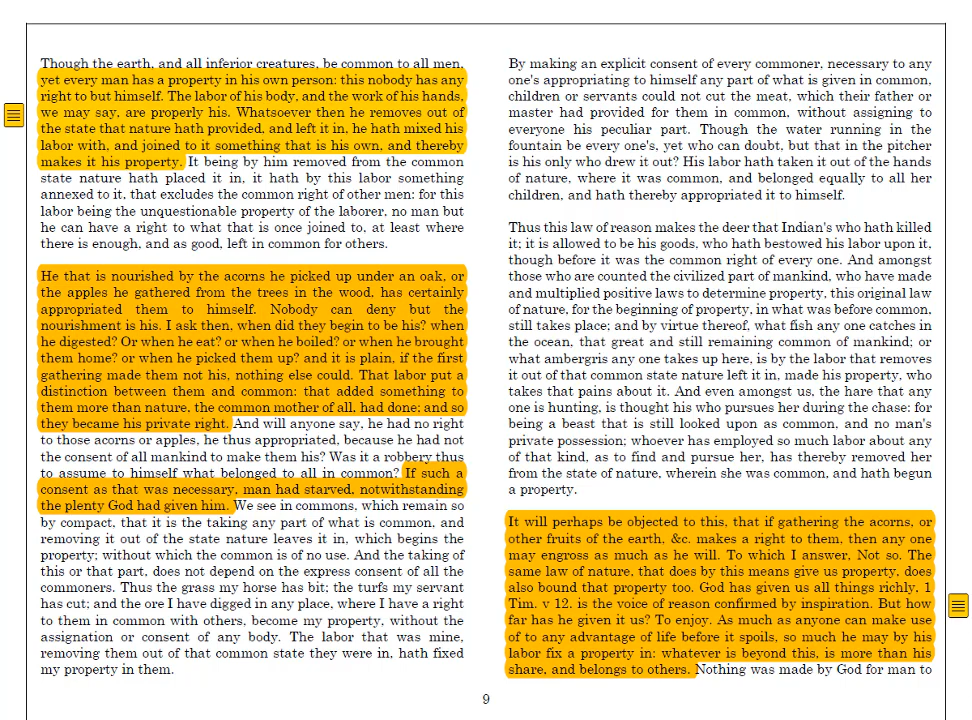 Though the earth, and all inferior creatures, be common to all men,
yet every man has a property in his own person: this nobody has any
right to but himself. The labor of his body, and the work of his hands,
we may say, are properly his. Whatsoever then he removes out of
the state that nature hath provided, and left it in, he hath mixed his
labor with, and joined to it something that is his own, and thereby
makes it his property. It being by him removed from the common
state nature hath placed it in, it hath by this labor something
annexed to it, that excludes the common right of other men: for this
labor being the unquestionable property of the laborer, no man but
he can have a right to what that is once joined to, at least where
there is enough, and as good, left in common for others.
He that is nourished by the acorns he picked up under an oak, or
the apples he gathered from the trees in the wood, has certainly
appropriated them to himself. Nobody can deny but the
nourishment is his. I ask then, when did they begin to be his? when
he digested? Or when he eat? or when he boiled? or when he brought
them home? or when he picked them up? and it is plain, if the first
gathering made them not his, nothing else could. That labor put a
distinction between them and common: that added something to
them more than nature, the common mother of all, had done; and so
they became his private right. And will anyone say, he had no right
to those acorns or apples, he thus appropriated, because he had not
the consent of all mankind to make them his? Was it a robbery thus
to assume to himself what belonged to all in common? If such a
consent as that was necessary, man had starved, notwithstanding
the plenty God had given him. We see in commons, which remain so
by compact, that it is the taking any part of what is common, and
removing it out of the state nature leaves it in, which begins the
property; without which the common is of no use. And the taking of
this or that part, does not depend on the express consent of all the
commoners. Thus the grass my horse has bit; the turfs my servant
has cut; and the ore I have digged in any place, where I have a right
to them in common with others, become my property, without the
assignation or consent of any body. The labor that was mine,
removing them out of that common state they were in, hath fixed
my property in them.
By making an explicit consent of every commoner, necessary to any
one's appropriating to himself any part of what is given in common,
children or servants could not cut the meat, which their father or
master had provided for them in common, without assigning to
everyone his peculiar part. Though the water running in the
fountain be every one's, yet who can doubt, but that in the pitcher
is his only who drew it out? His labor hath taken it out of the hands
of nature, where it was common, and belonged equally to all her
children, and hath thereby appropriated it to himself.
Thus this law of reason makes the deer that Indian's who hath killed
it; it is allowed to be his goods, who hath bestowed his labor upon it,
though before it was the common right of every one. And amongst
those who are counted the civilized part of mankind, who have made
and multiplied positive laws to determine property, this original law
of nature, for the beginning of property, in what was before common,
still takes place; and by virtue thereof, what fish any one catches in
the ocean, that great and still remaining common of mankind; or
what ambergris any one takes up here, is by the labor that removes
it out of that common state nature left it in, made his property, who
takes that pains about it. And even amongst us, the hare that any
one is hunting, is thought his who pursues her during the chase: for
being a beast that is still looked upon as common, and no man's
private possession; whoever has employed so much labor about any
of that kind, as to find and pursue her, has thereby removed her
from the state of nature, wherein she was common, and hath begun
a property.
It will perhaps be objected to this, that if gathering the acorns, or
other fruits of the earth, &c. makes a right to them, then any one
may engross as much as he will. To which I answer, Not so. The
same law of nature, that does by this means give us property, does
also bound that property too. God has given us all things richly, 1
Tim. v 12. is the voice of reason confirmed by inspiration. But how
far has he given it us? To enjoy. As much as anyone can make use
of to any advantage of life before it spoils, so much he may by his
labor fix a property in: whatever is beyond this, is more than his
share, and belongs to others. Nothing was made by God for man to
9